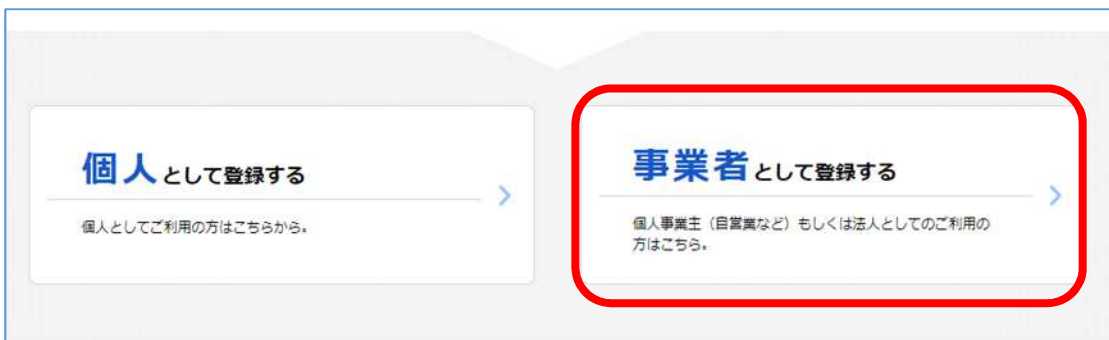 個人として登録する
個人としてご利用の方はこちらから。
事業者として登録する
個人事業主（自営業など）もしくは法人としてのご利用の
方はこちら。